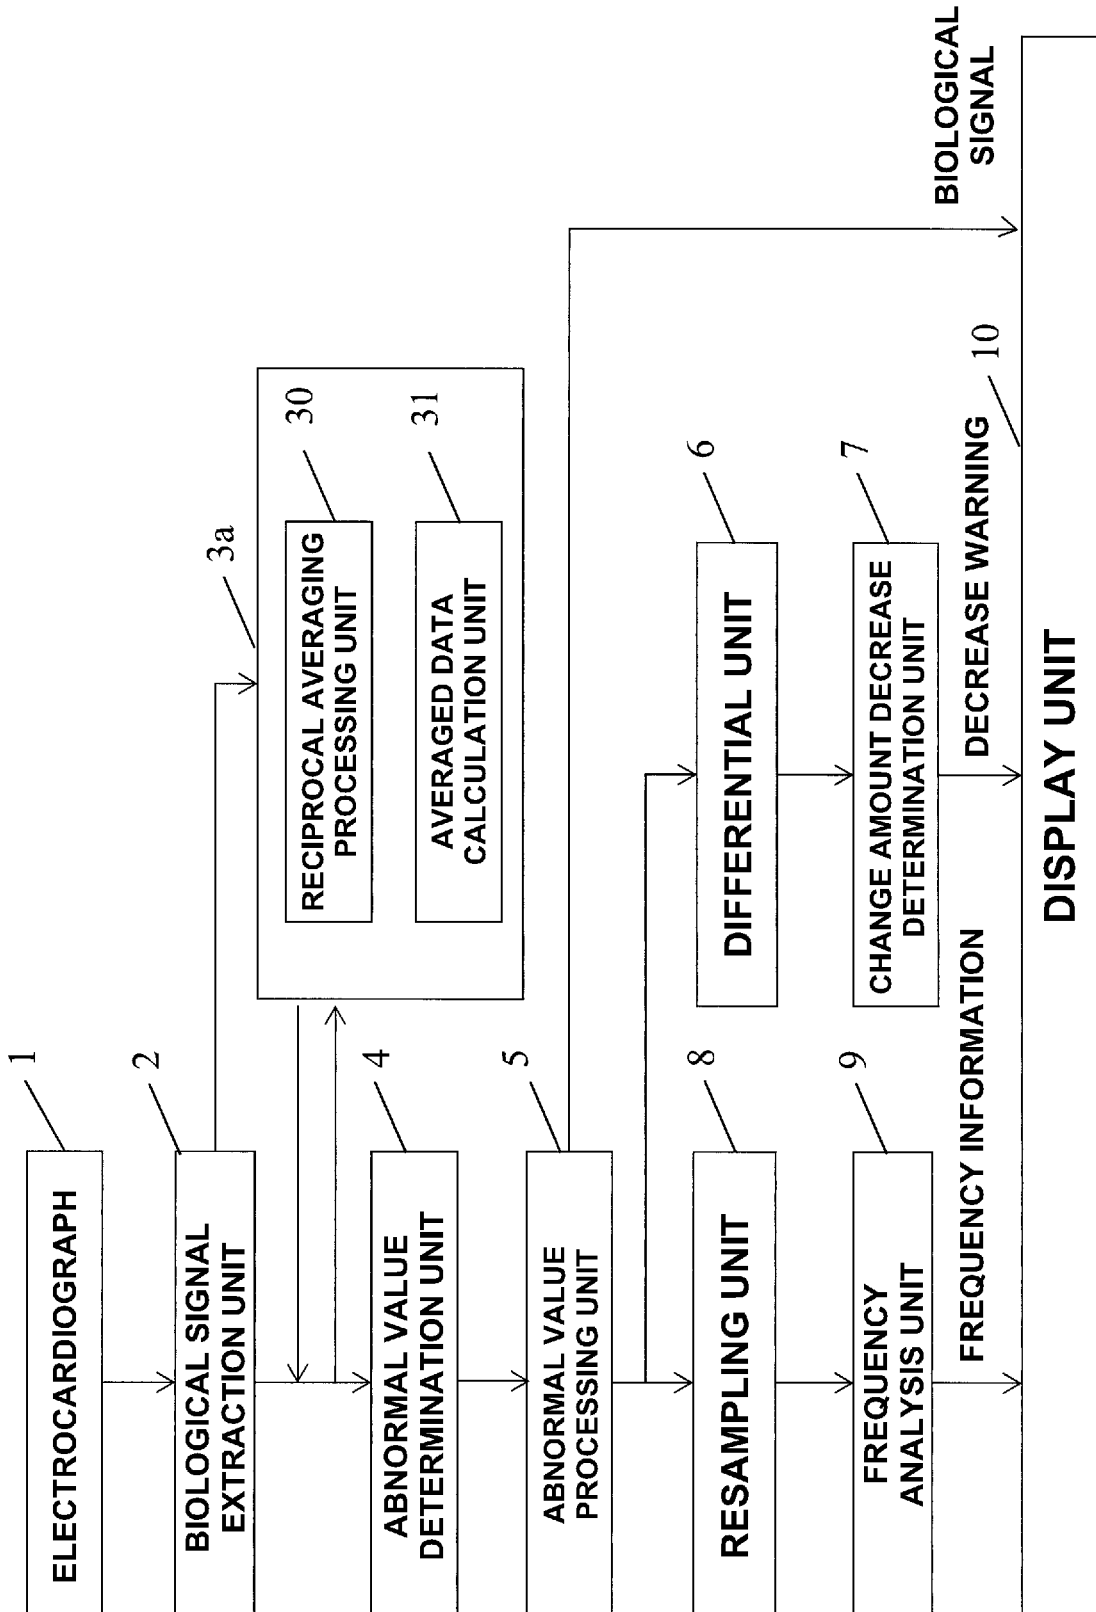 ELECTROCARDIOGRAPH
1
BIOLOGICAL SIGNAL
EXTRACTION UNIT
2
3a
RECIPROCAL AVERAGING
PROCESSING UNIT
30
AVERAGED DATA
CALCULATION UNIT
31
ABNORMAL VALUE
DETERMINATION UNIT
4
ABNORMAL VALUE
PROCESSING UNIT
5
DIFFERENTIAL UNIT
6
CHANGE AMOUNT DECREASE
DETERMINATION UNIT
7
RESAMPLING UNIT
8
FREQUENCY
ANALYSIS UNIT
9
FREQUENCY INFORMATION
DECREASE WARNING
BIOLOGICAL
SIGNAL
10
DISPLAY UNIT